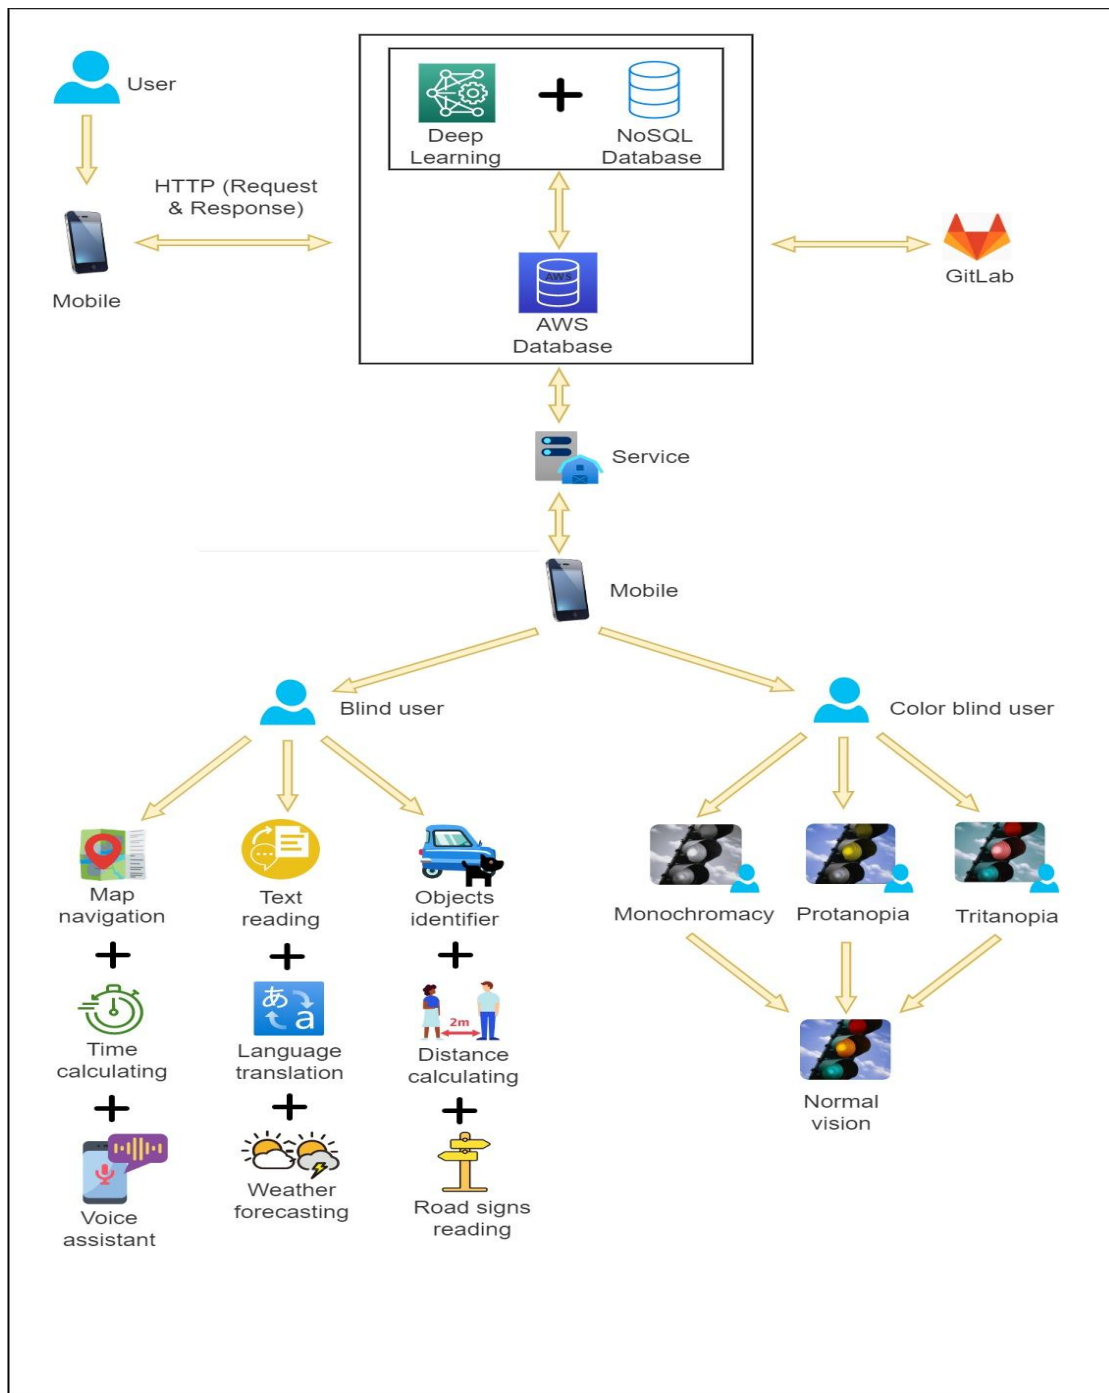 User
Deep
Learning
NoSQL
Database
HTTP (Request
& Response)
Mobile
AWS
AWS
Database
GitLab
Service
Mobile
Blind user
Color blind user
Map
navigation
Text
reading
Objects
identifier
Monochromacy
Protanopia
Tritanopia
Time
calculating
あ
a
Language
translation
2m
Distance
calculating
Normal
vision
Voice
assistant
Weather
forecasting
Road signs
reading